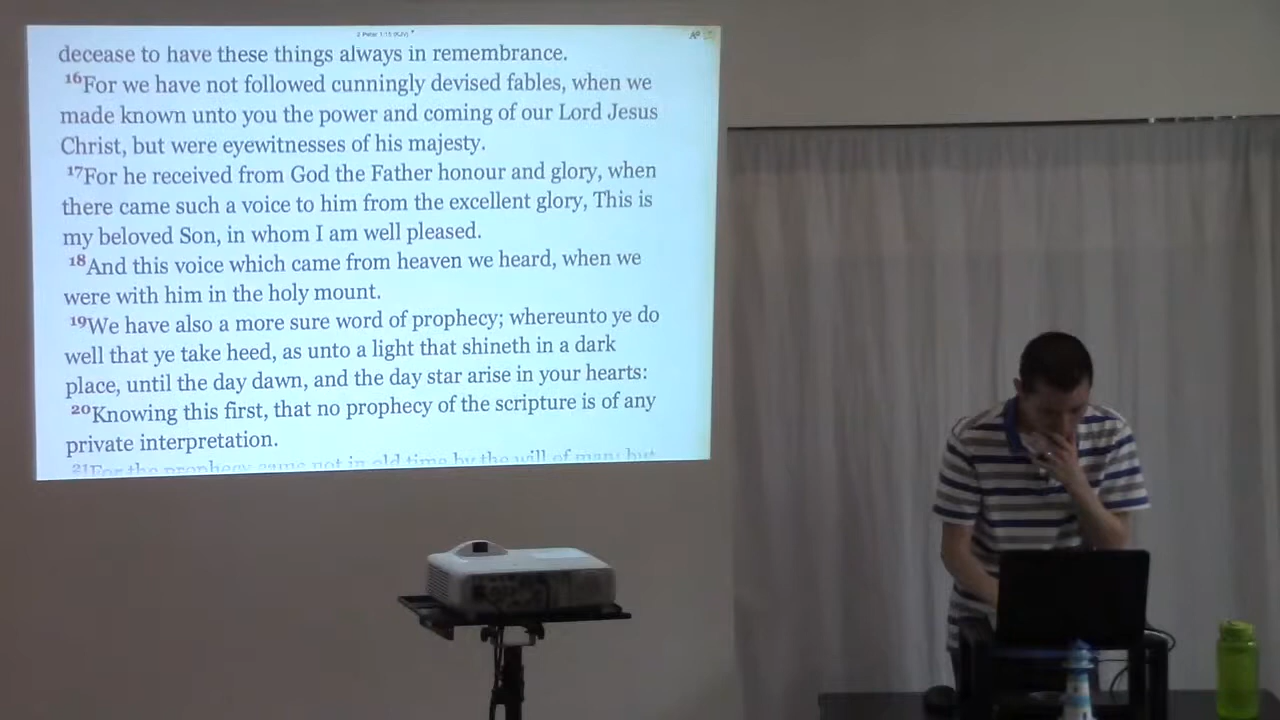 2 Peter 1:15 (KJV)
decease to have these things always in remembrance.
16For we have not followed cunningly devised fables, when we
made known unto you the power and coming of our Lord Jesus
Christ, but were eyewitnesses of his majesty.
17For he received from God the Father honour and glory, when
there came such a voice to him from the excellent glory, This is
my beloved Son, in whom I am well pleased.
18And this voice which came from heaven we heard, when we
were with him in the holy mount.
19We have also a more sure word of prophecy; whereunto ye do
well that ye take heed, as unto a light that shineth in a dark
place, until the day dawn, and the day star arise in your hearts:
20Knowing this first, that no prophecy of the scripture is of any
private interpretation.
21For the prophecy came not in old time by the will of man: but